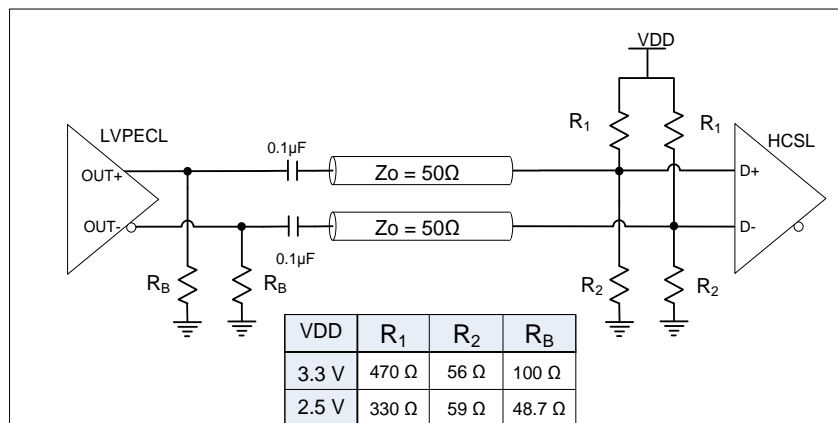 VDD
LVPECL
R1
R1
HCSL
0.1µF
OUT+
Zo = 50Ω
D+
OUT-
Zo = 50Ω
D-
0.1µF
RB
RB
R2
R2
VDD R1 R2 RB
3.3 V 470 Ω 56 Ω 100 Ω
2.5 V 330 Ω 59 Ω 48.7 Ω